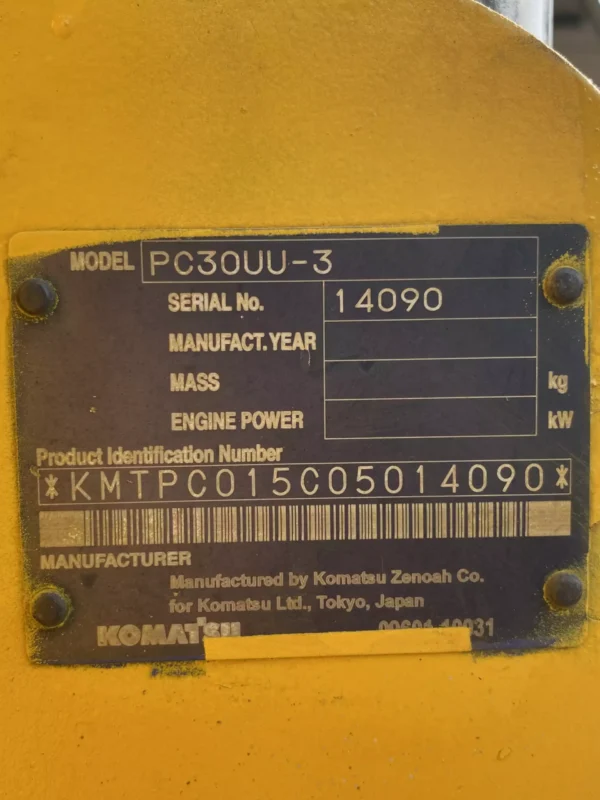 MODEL PC30UU-3
SERIAL No. 14090
MANUFACT. YEAR
MASS kg
ENGINE POWER kW
Product Identification Number
*KMTPC015C05014090*
MANUFACTURER
Manufactured by Komatsu Zenoah Co.
for Komatsu Ltd., Tokyo, Japan
KOMATSU